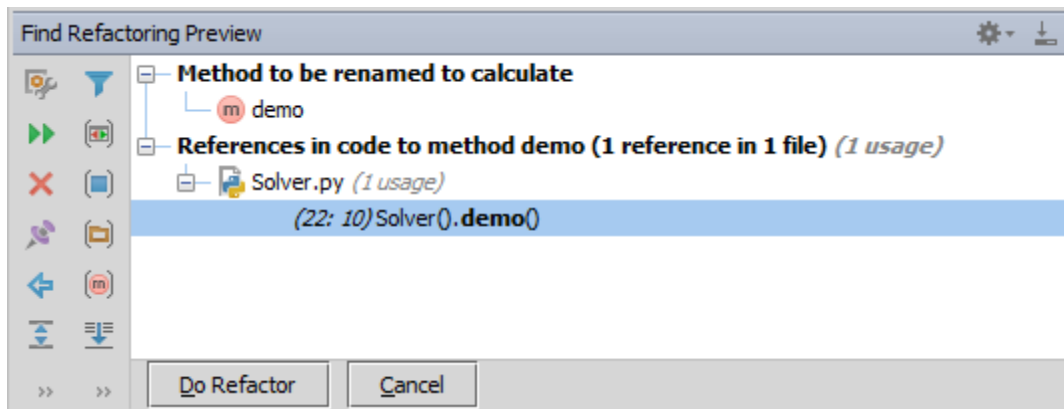 Find Refactoring Preview
Method to be renamed to calculate
m demo
References in code to method demo (1 reference in 1 file) (1 usage)
Solver.py (1 usage)
(22: 10) Solver().demo()
m
Do Refactor Cancel